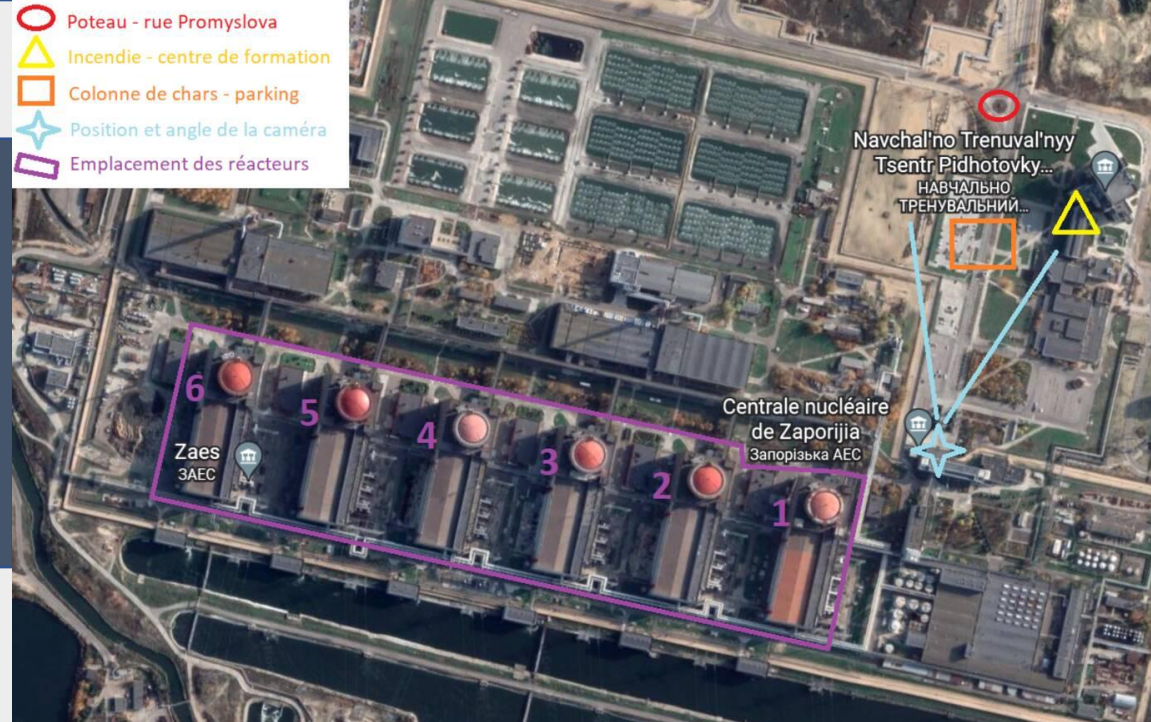 Poteau - rue Promyslova
Incendie - centre de formation
Colonne de chars - parking
Position et angle de la caméra
Emplacement des réacteurs
Navchal'no Trenuval'nyy
Tsentr Pidhotovky...
НАВЧАЛЬНО
ТРЕНУВАЛЬНИЙ...
Centrale nucléaire
de Zaporijia
Запорізька АЕС
6
5
4
3
2
1
Zaes
ЗАЕС